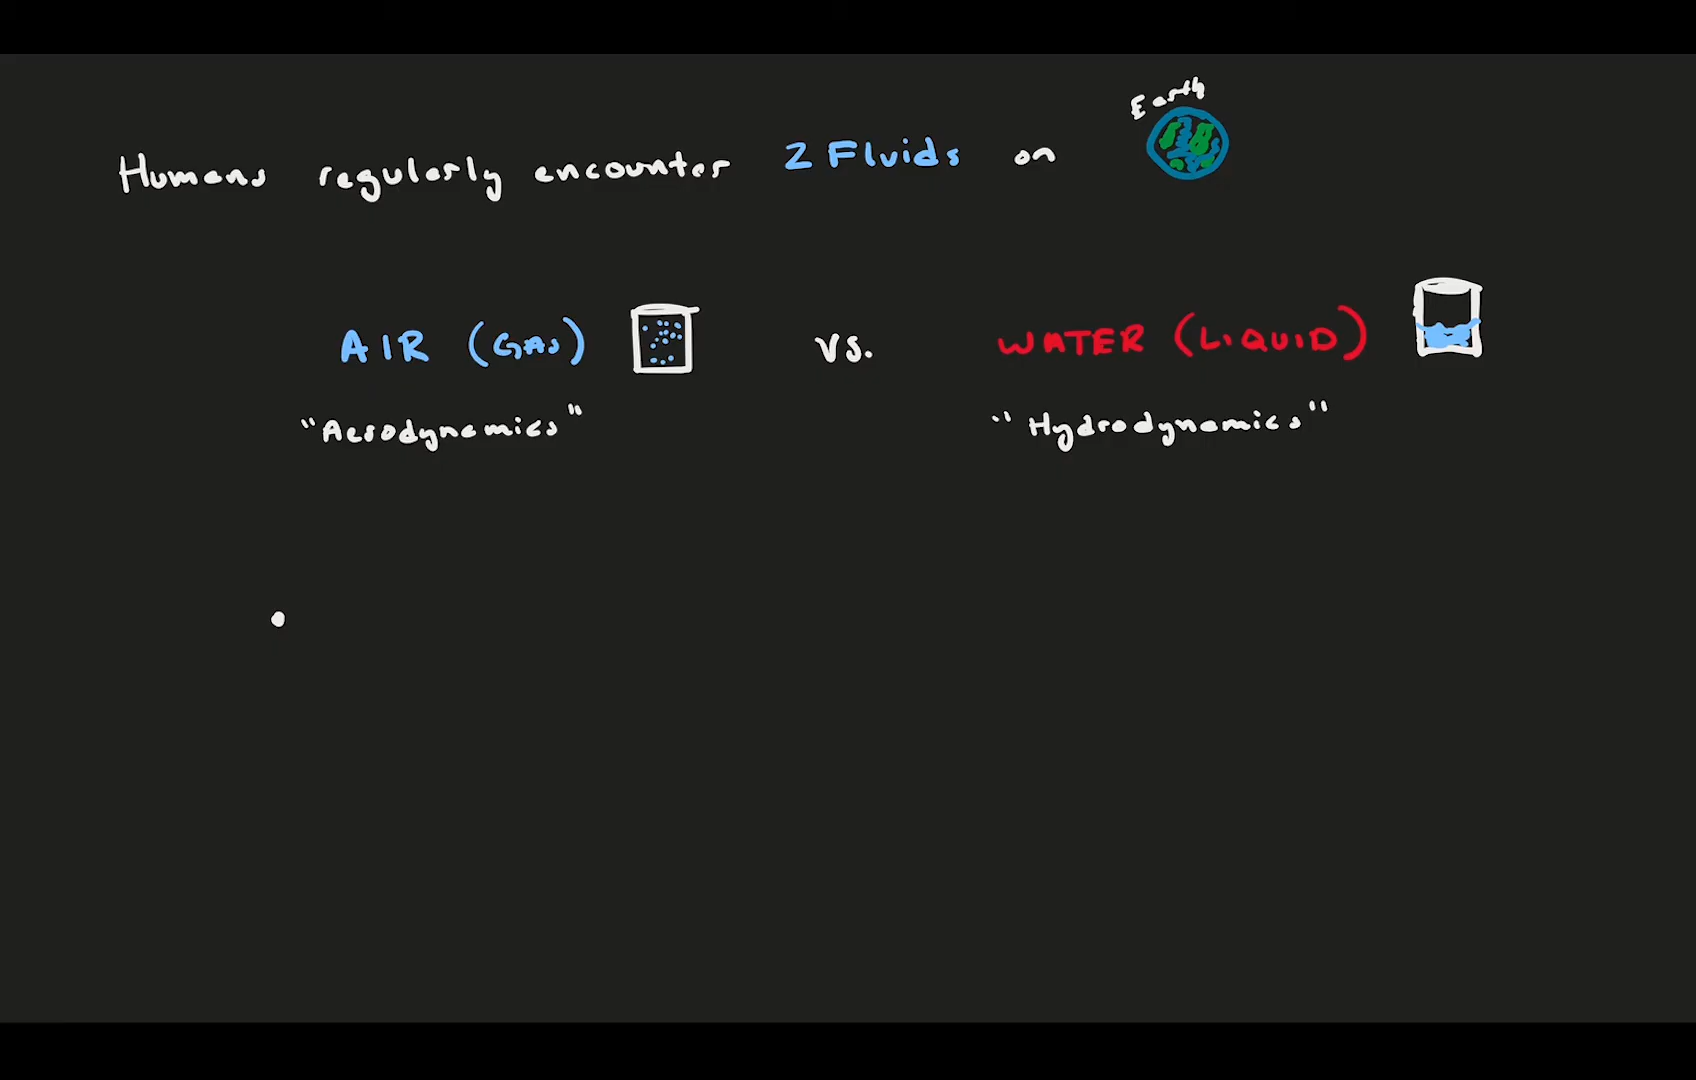 Earth
Humans regularly encounter 2 Fluids on
AIR (GAS) vs. WATER (LIQUID)
"Aerodynamics" "Hydrodynamics"